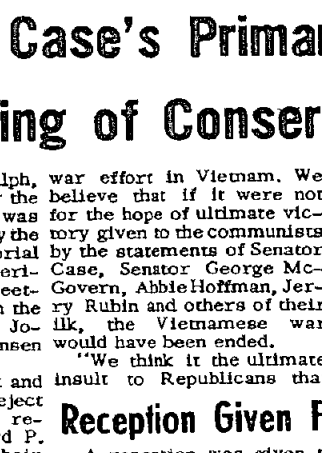 Case's Primar
ing of Conser
lph,
the
was
y the
orial
eri-
eet-
n the
Jo-
nsen
and
eject
re-
rd P.
war effort in Vietnam. We
believe that if it were not
for the hope of ultimate vic-
tory given to the communists
by the statements of Senator
Case, Senator George Mc-
Govern, Abbie Hoffman, Jer-
ry Rubin and others of their
ilk, the Vietnamese war
would have been ended.
"We think it the ultimate
insult to Republicans tha
Reception Given F
A reception was given